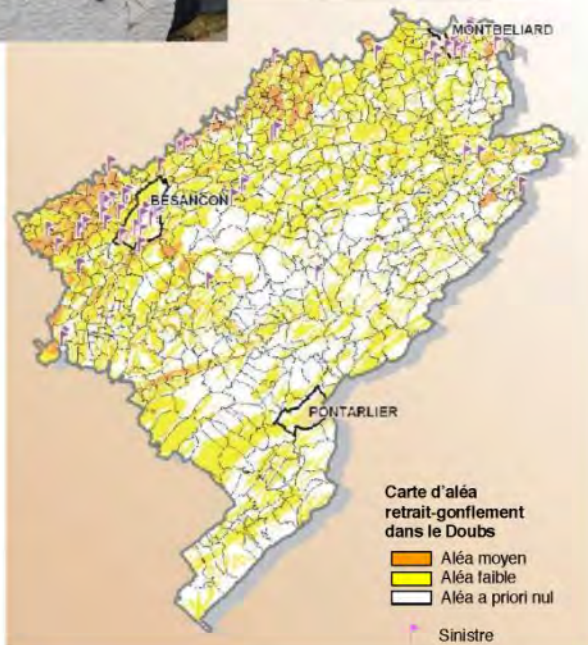 MONTBELIARD
BESANCON
PONTARLIER
Carte d'aléa
retrait-gonflement
dans le Doubs
Aléa moyen
Aléa faible
Aléa a priori nul
Sinistre